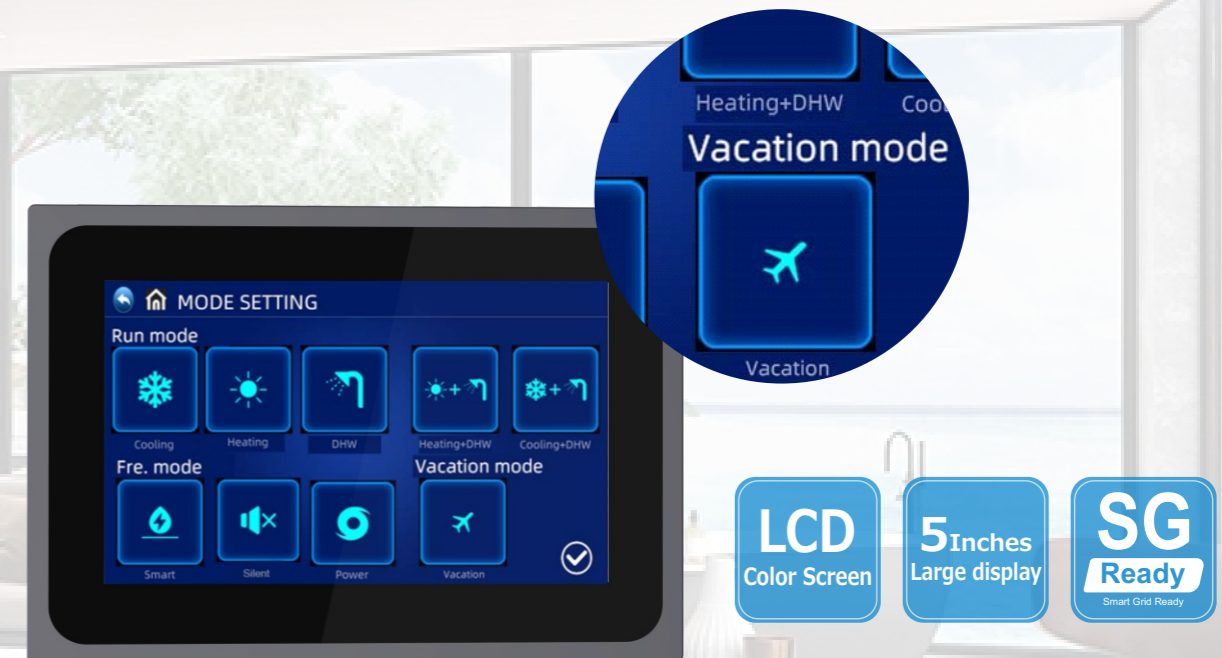 MODE SETTING
Run mode
Cooling
Heating
DHW
Heating+DHW
Cooling+DHW
Fre. mode
Vacation mode
Smart
Silent
Power
Vacation
Heating+DHW
Coo
Vacation mode
Vacation
LCD
Color Screen
5Inches
Large display
SG
Ready
Smart Grid Ready